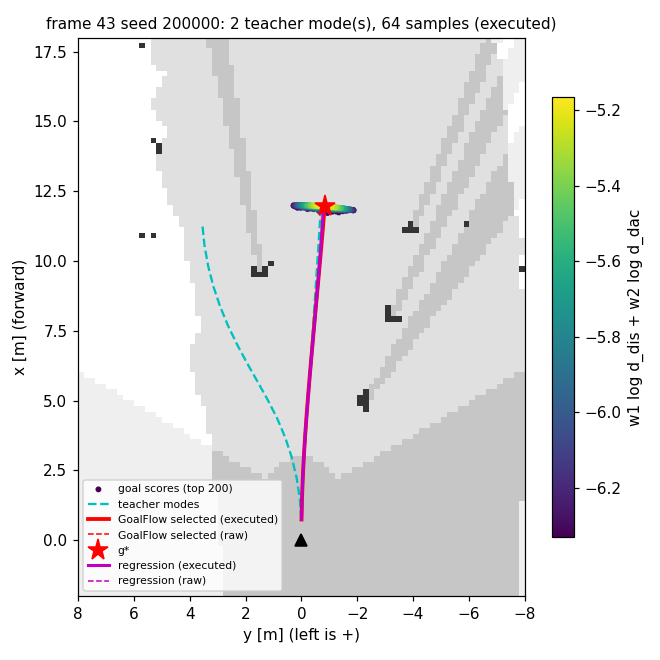 frame 43 seed 200000: 2 teacher mode(s), 64 samples (executed)
17.5
15.0
12.5
10.0
7.5
5.0
2.5
0.0
x [m] (forward)
8
6
4
2
0
−2
−4
−6
−8
y [m] (left is +)
goal scores (top 200)
teacher modes
GoalFlow selected (executed)
GoalFlow selected (raw)
g*
regression (executed)
regression (raw)
−5.2
−5.4
−5.6
−5.8
−6.0
−6.2
w1 log d_dis + w2 log d_dac